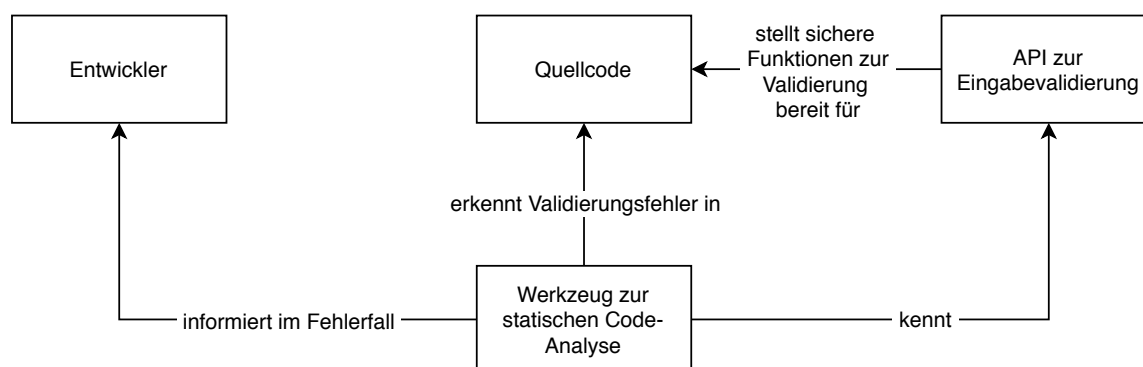 Entwickler
Quellcode
stellt sichere
Funktionen zur
Validierung
bereit für
API zur
Eingabevalidierung
erkennt Validierungsfehler in
informiert im Fehlerfall
Werkzeug zur
statischen Code-
Analyse
kennt